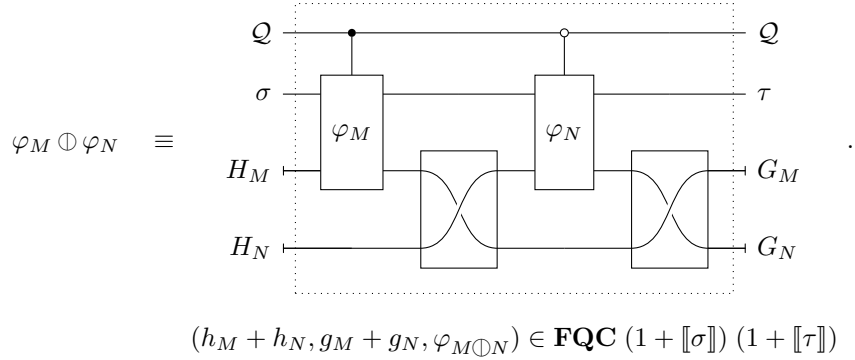 𝒬 𝒬
σ τ
φ_M ⦶ φ_N ≡ φ_M φ_N .
H_M G_M
H_N G_N
(h_M + h_N, g_M + g_N, φ_{M⦶N}) ∈ FQC (1 + ⟦σ⟧) (1 + ⟦τ⟧)